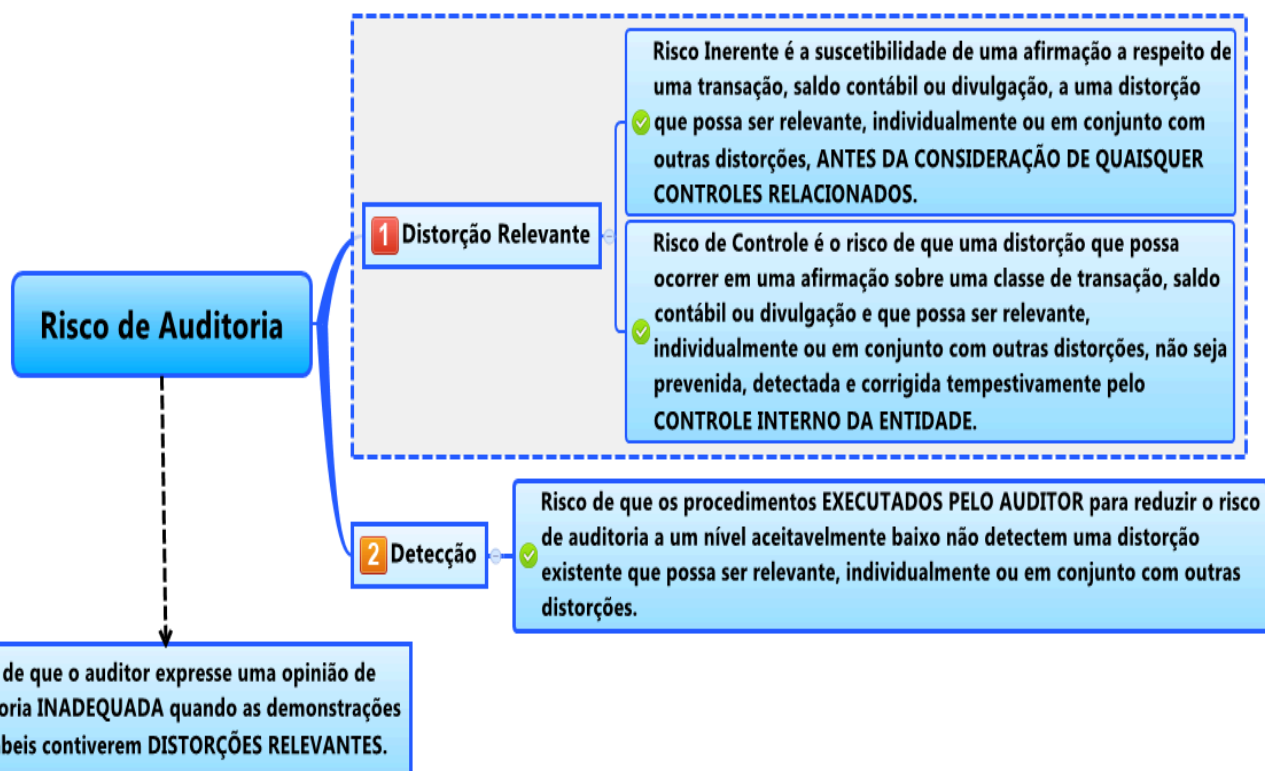 Risco de Auditoria
1 Distorção Relevante
Risco Inerente é a suscetibilidade de uma afirmação a respeito de
uma transação, saldo contábil ou divulgação, a uma distorção
que possa ser relevante, individualmente ou em conjunto com
outras distorções, ANTES DA CONSIDERAÇÃO DE QUAISQUER
CONTROLES RELACIONADOS.
Risco de Controle é o risco de que uma distorção que possa
ocorrer em uma afirmação sobre uma classe de transação, saldo
contábil ou divulgação e que possa ser relevante,
individualmente ou em conjunto com outras distorções, não seja
prevenida, detectada e corrigida tempestivamente pelo
CONTROLE INTERNO DA ENTIDADE.
2 Detecção
Risco de que os procedimentos EXECUTADOS PELO AUDITOR para reduzir o risco
de auditoria a um nível aceitavelmente baixo não detectem uma distorção
existente que possa ser relevante, individualmente ou em conjunto com outras
distorções.
de que o auditor expresse uma opinião de
INADEQUADA quando as demonstrações
contiverem DISTORÇÕES RELEVANTES.